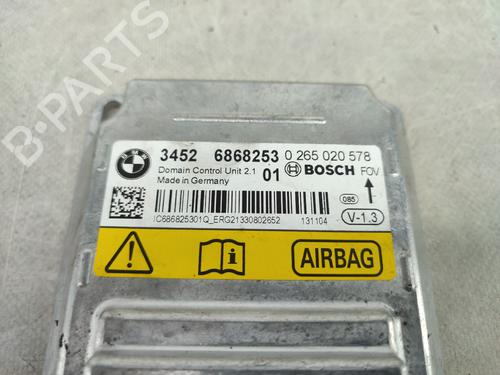 B-PARTS
BMW
3452 6868253 0 265 020 578
Domain Control Unit 2.1 01 BOSCH FOV
Made in Germany
085
IC686825301Q_ERG21330802652 131104
V-1.3
AIRBAG